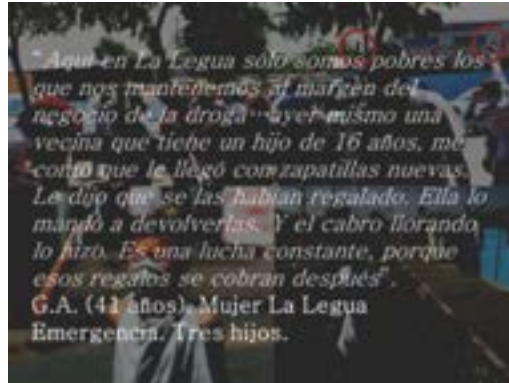 "Aquí en La Legua sólo somos pobres los
que nos mantenemos al margen del
negocio de la droga…ayer mismo una
vecina que tiene un hijo de 16 años, me
contó que le llegó con zapatillas nuevas.
Le dijo que se las habían regalado. Ella lo
mandó a devolverlas. Y el cabro llorando
lo hizo. Es una lucha constante, porque
esos regalos se cobran después".
G.A. (41 años). Mujer La Legua
Emergencia. Tres hijos.